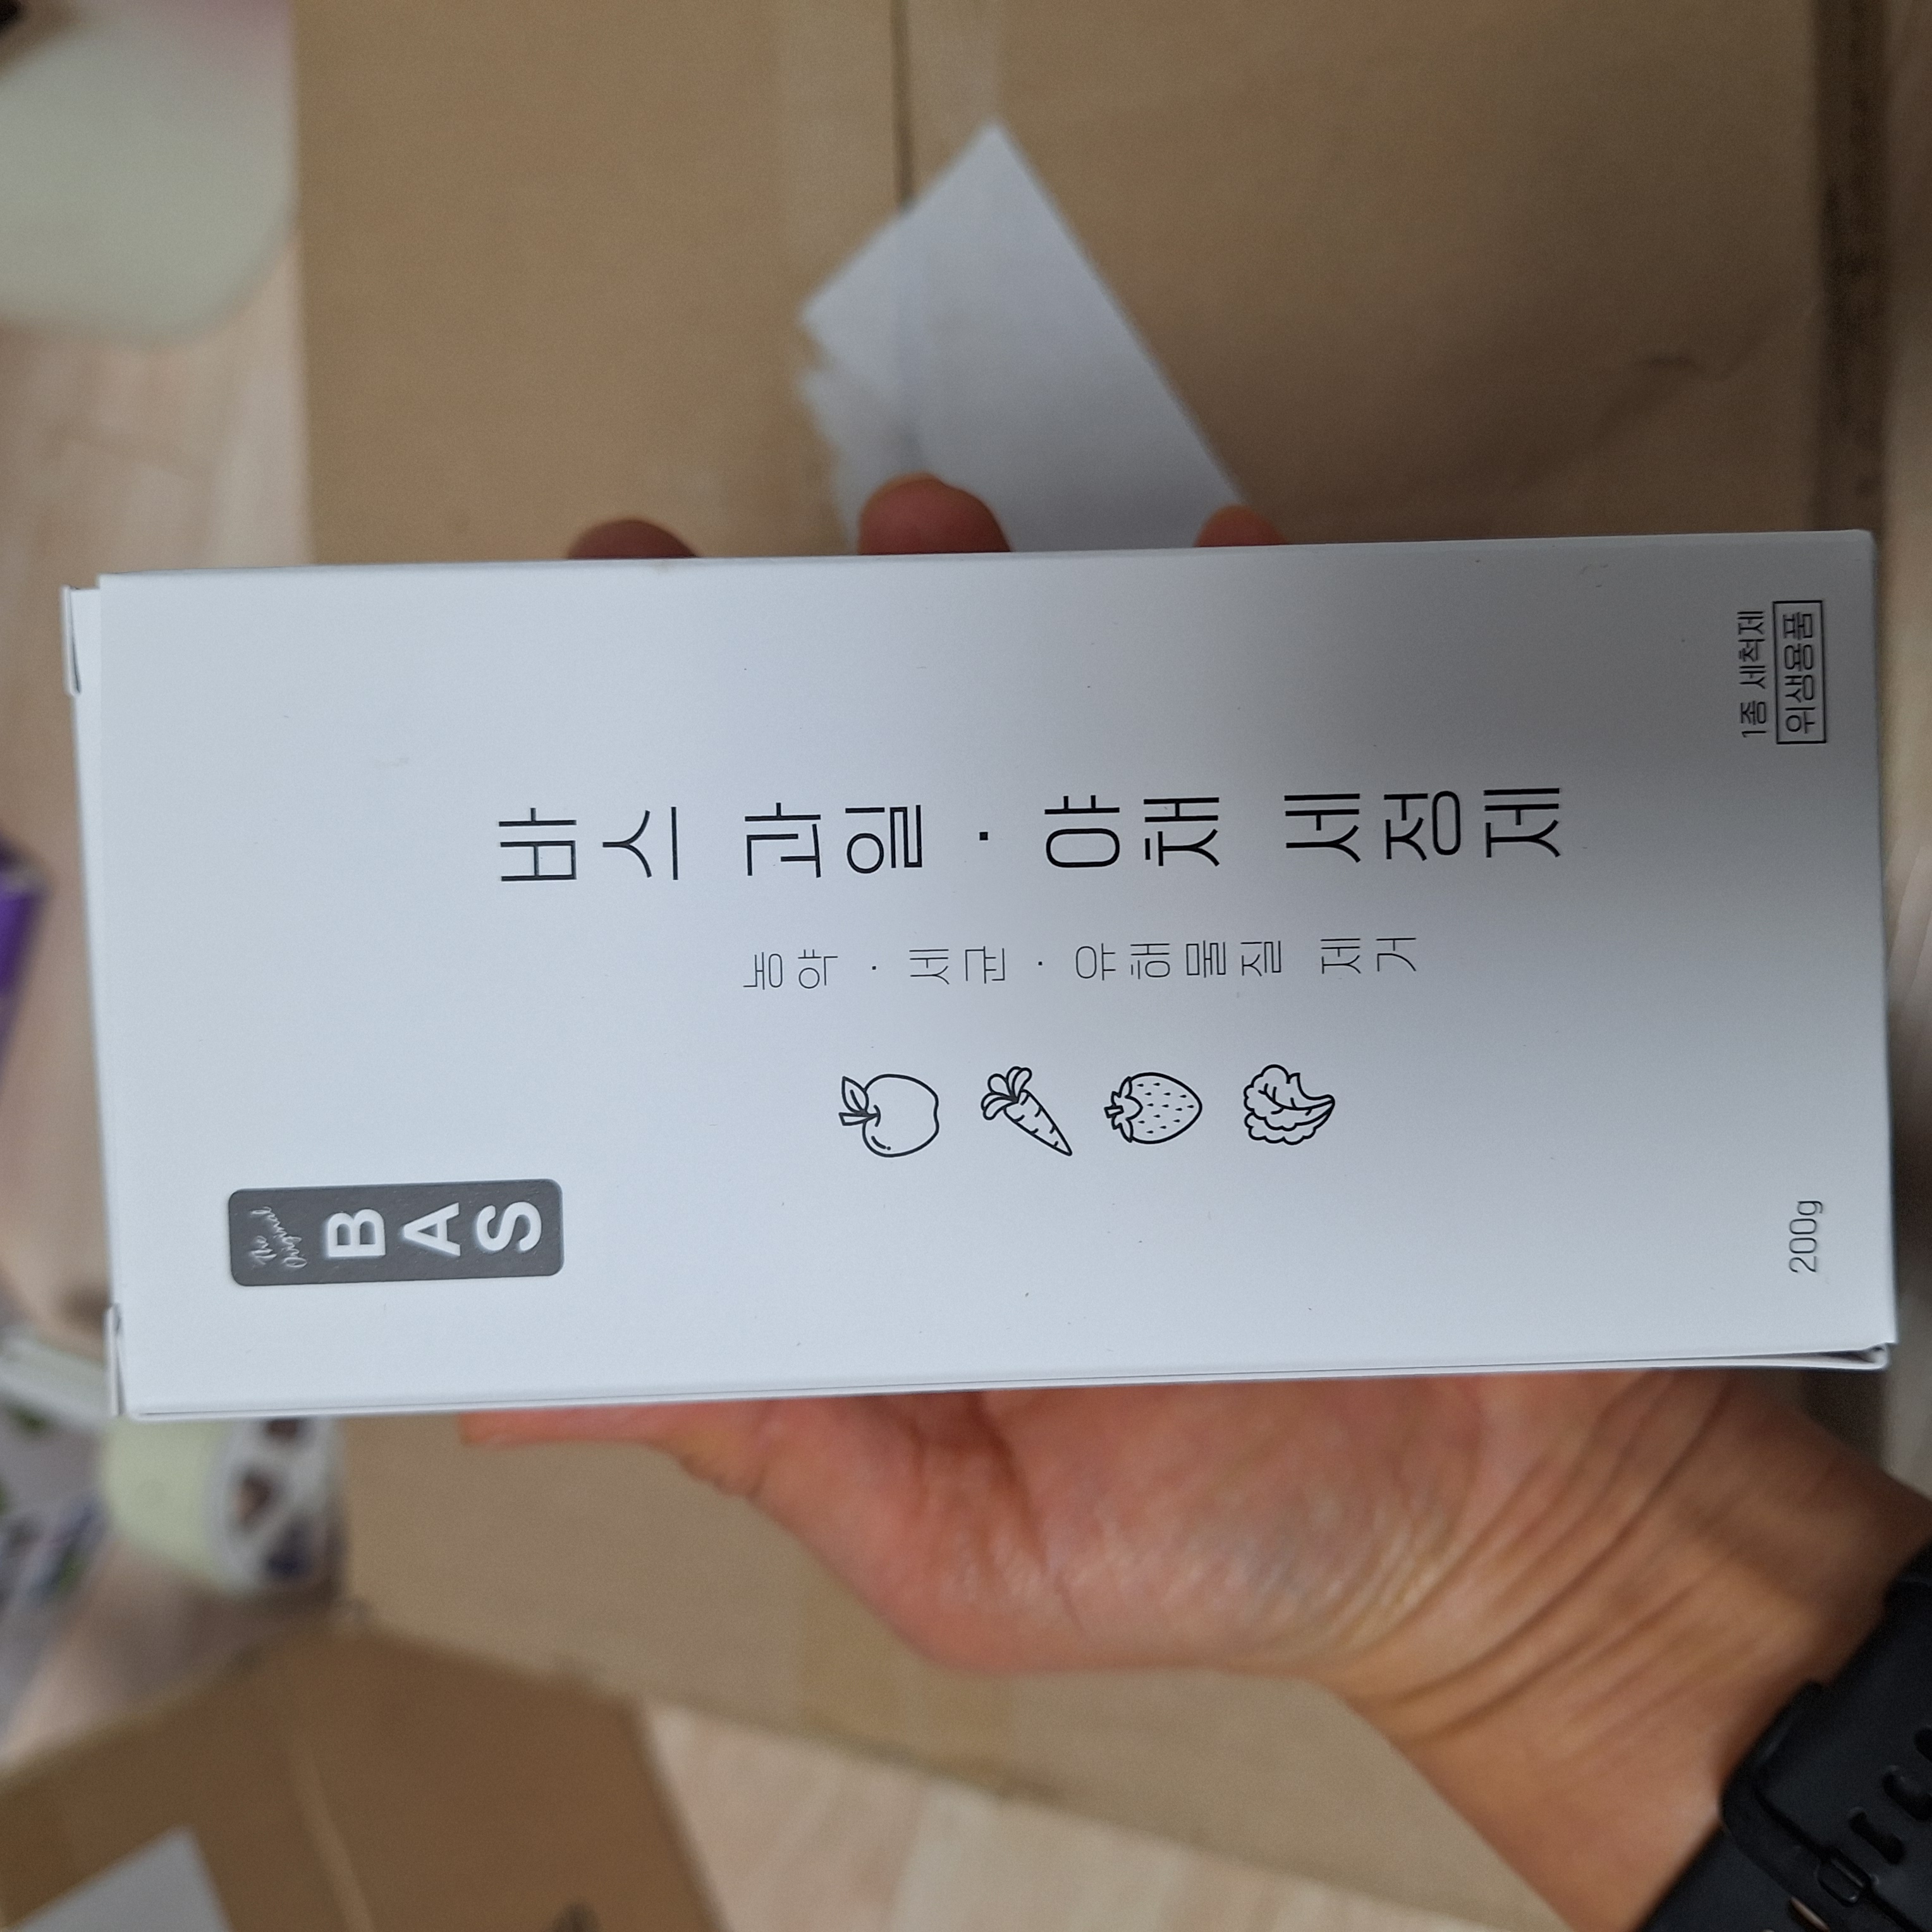 The
Original
B
A
S
바스 과일 · 야채 세정제
농약 · 세균 · 유해물질 제거
1종 세척제
위생용품
200g